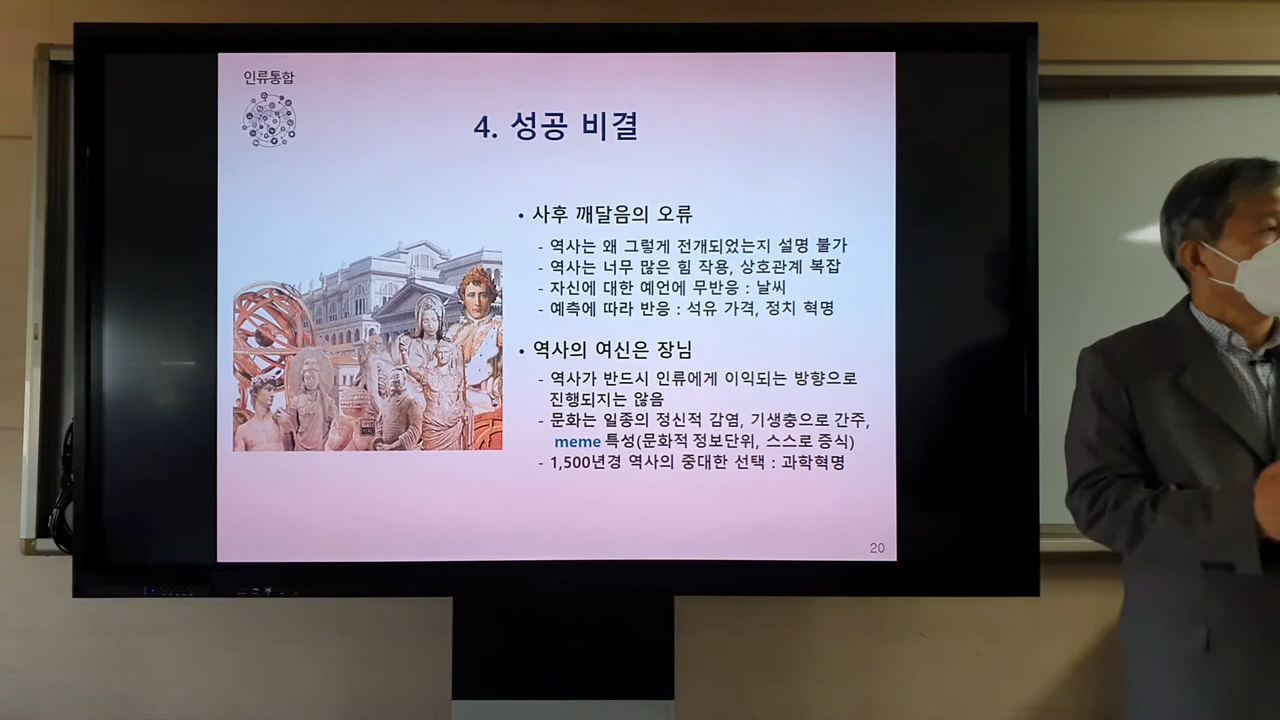 인류통합
4. 성공 비결
• 사후 깨달음의 오류
- 역사는 왜 그렇게 전개되었는지 설명 불가
- 역사는 너무 많은 힘 작용, 상호관계 복잡
- 자신에 대한 예언에 무반응 : 날씨
- 예측에 따라 반응 : 석유 가격, 정치 혁명
• 역사의 여신은 장님
- 역사가 반드시 인류에게 이익되는 방향으로
진행되지는 않음
- 문화는 일종의 정신적 감염, 기생충으로 간주,
meme 특성(문화적 정보단위, 스스로 증식)
- 1,500년경 역사의 중대한 선택 : 과학혁명
20